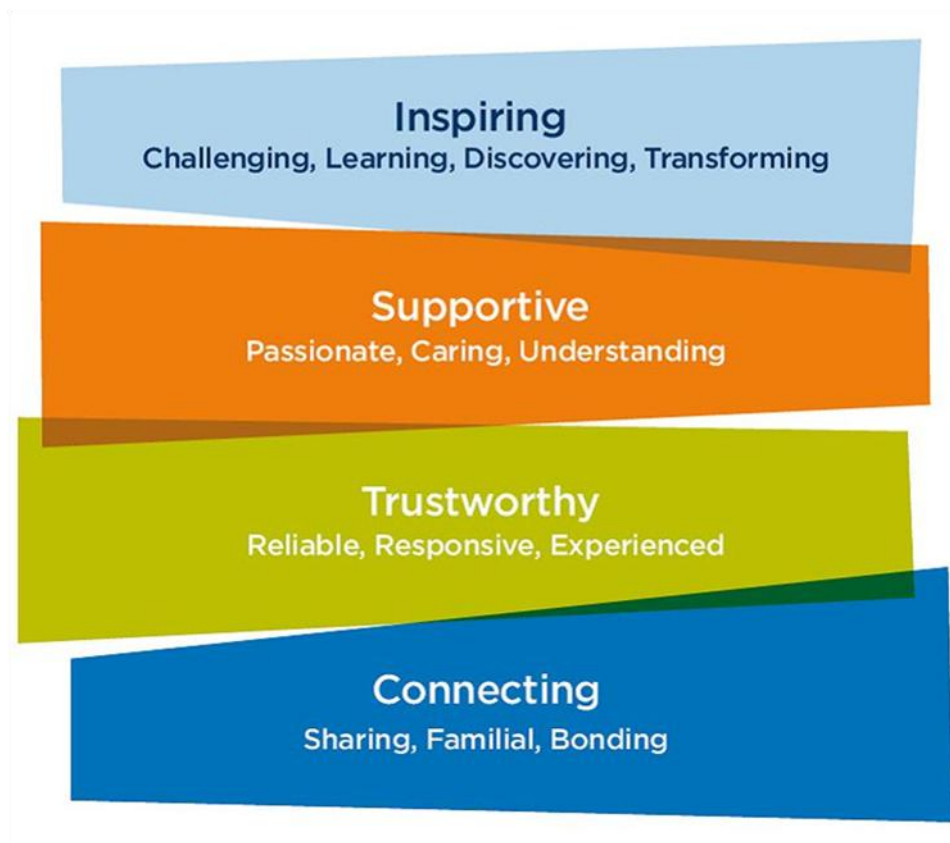 Inspiring
Challenging, Learning, Discovering, Transforming
Supportive
Passionate, Caring, Understanding
Trustworthy
Reliable, Responsive, Experienced
Connecting
Sharing, Familial, Bonding